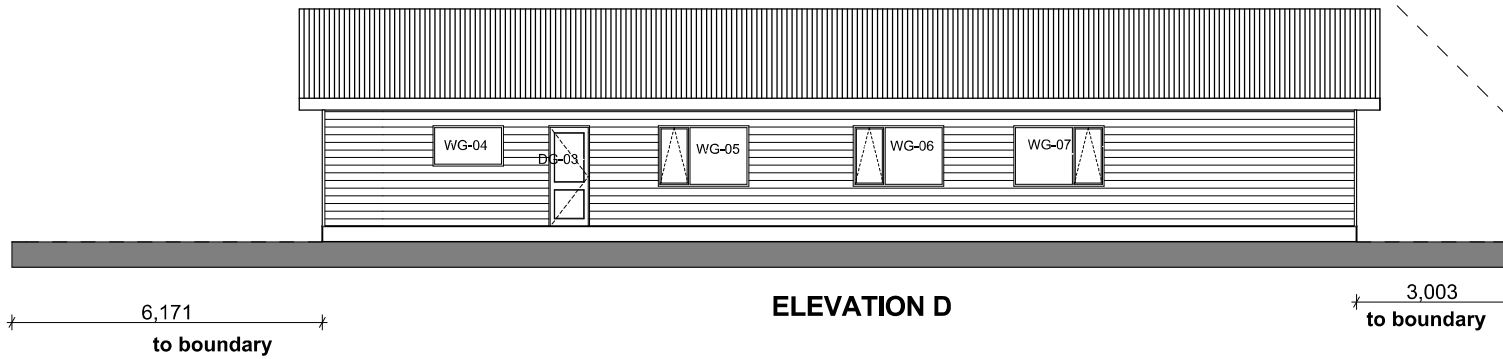 WG-04
DG-03
WG-05
WG-06
WG-07
ELEVATION D
6,171
to boundary
3,003
to boundary